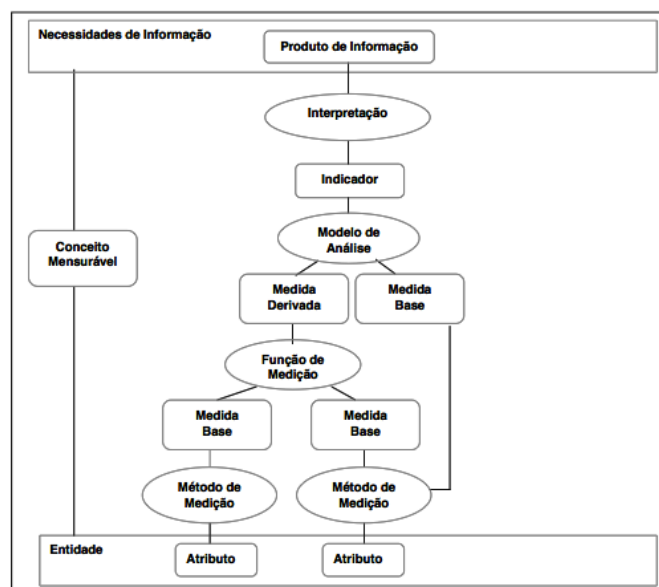 Necessidades de Informação
Produto de Informação
Interpretação
Indicador
Modelo de
Análise
Conceito
Mensurável
Medida
Derivada
Medida
Base
Função de
Medição
Medida
Base
Medida
Base
Método de
Medição
Método de
Medição
Entidade
Atributo
Atributo